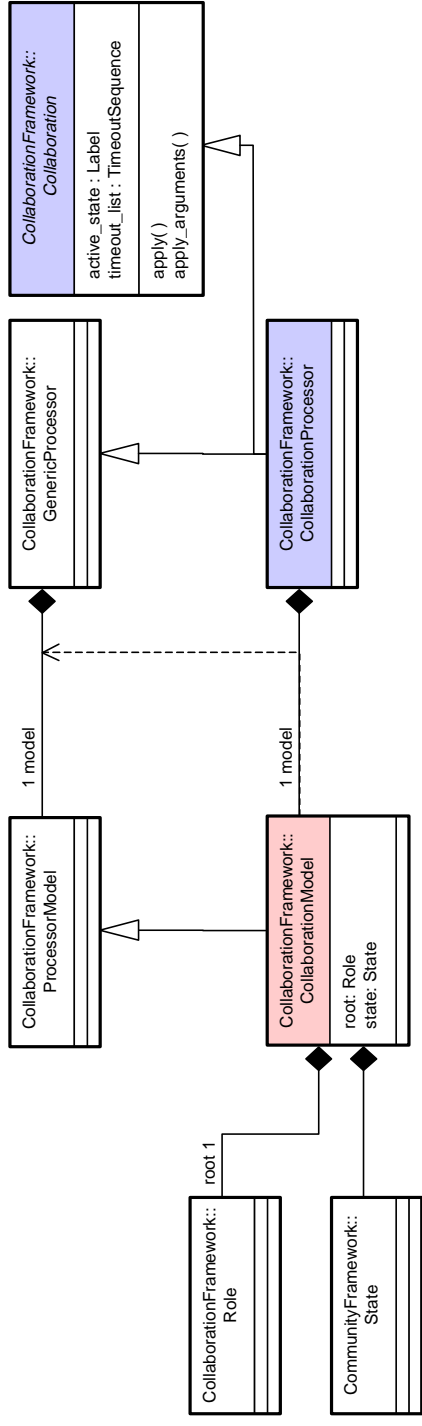 CollaborationFramework::
Role
CommunityFramework::
State
root 1
CollaborationFramework::
ProcessorModel
CollaborationFramework::
CollaborationModel
root: Role
state: State
1 model
1 model
CollaborationFramework::
GenericProcessor
CollaborationFramework::
CollaborationProcessor
CollaborationFramework::
Collaboration
active_state : Label
timeout_list : TimeoutSequence
apply( )
apply_arguments( )